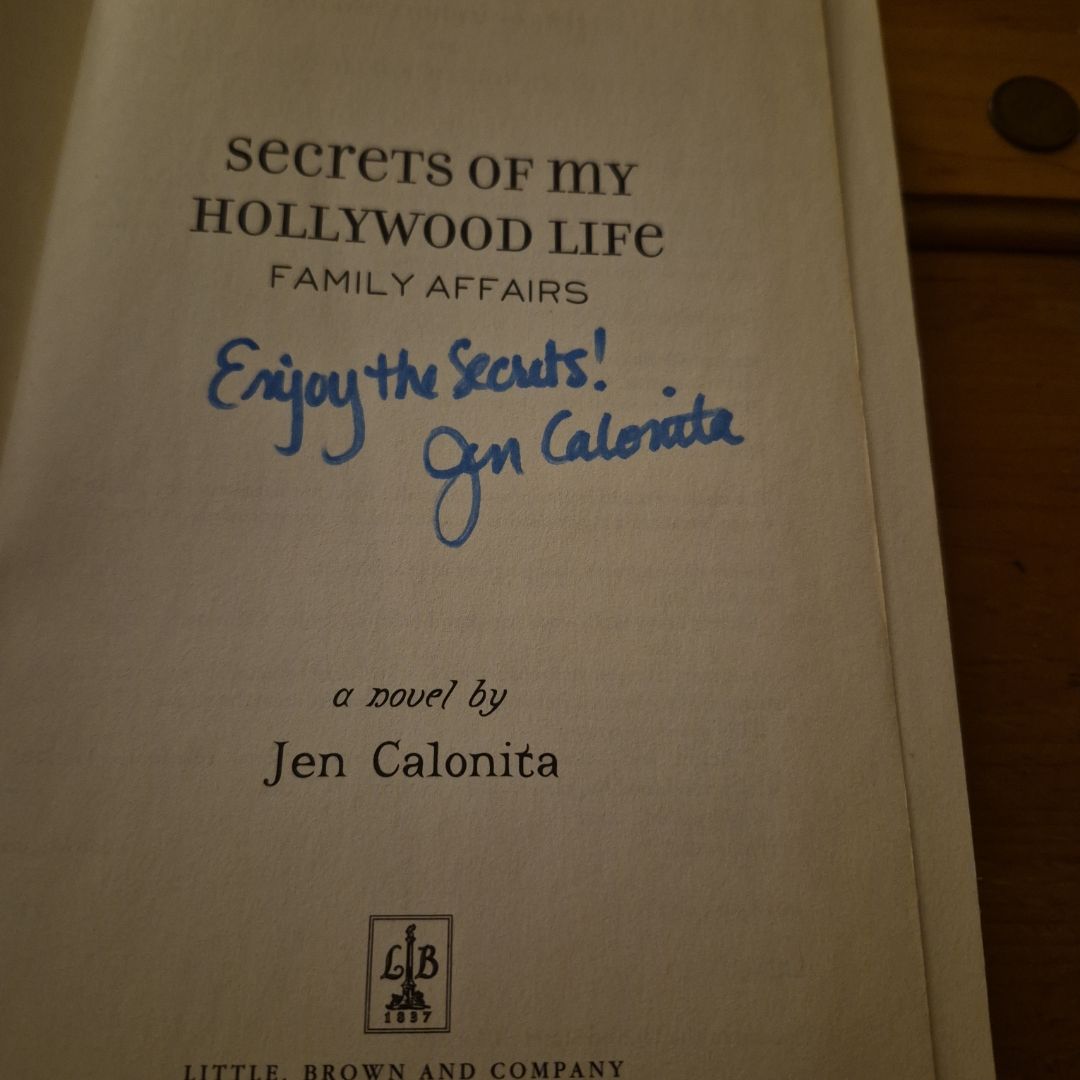 secrets of my
HOLLYWOOD LIFE
FAMILY AFFAIRS
Enjoy the Secrets!
Jen Calonita
a novel by
Jen Calonita
L B
1837
LITTLE, BROWN AND COMPANY